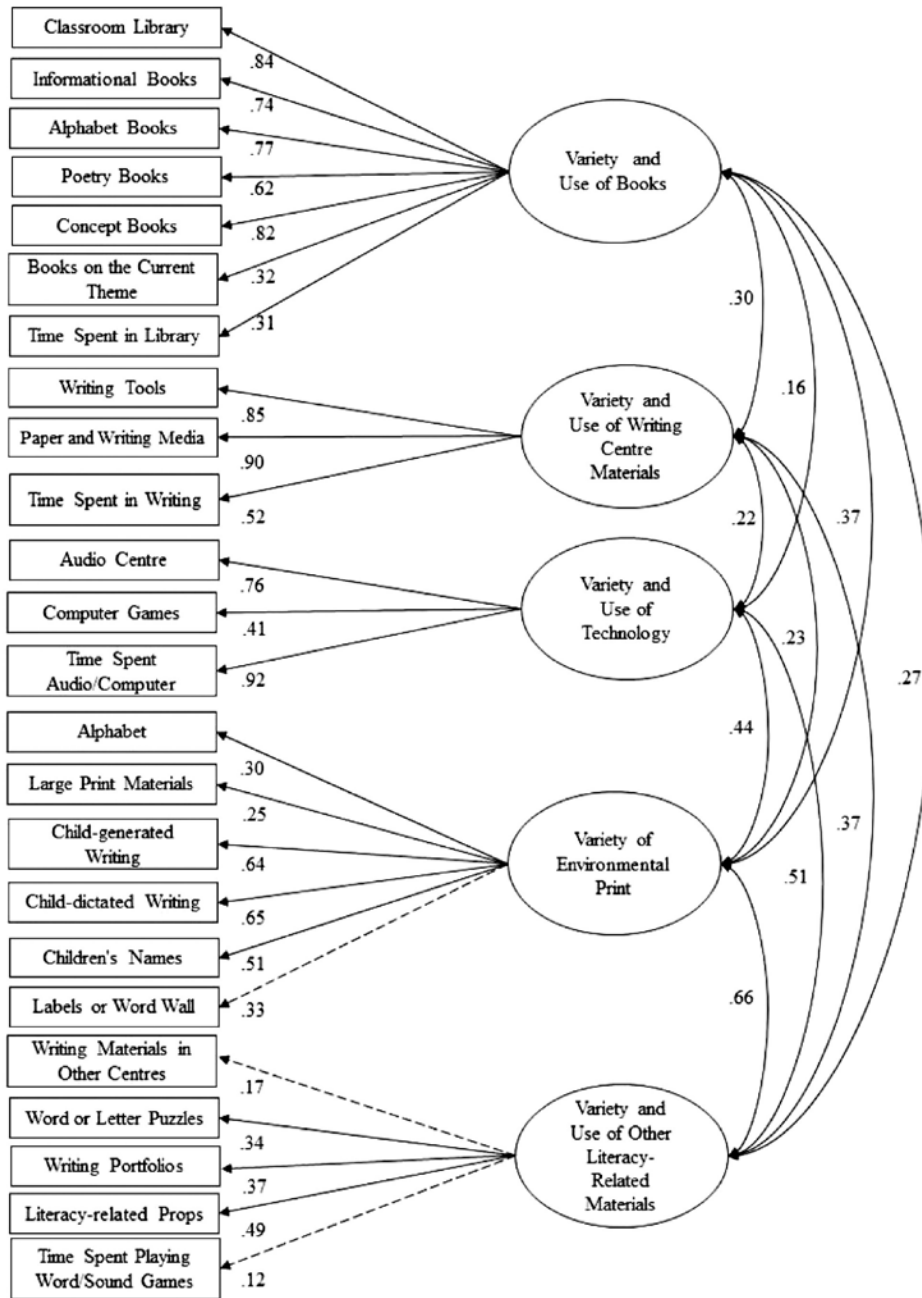 Classroom Library
.84
Informational Books
.74
Alphabet Books
.77
Poetry Books
.62
Concept Books
.82
Books on the Current
Theme
.32
Time Spent in Library
.31
Variety and
Use of Books
.30
.16
Writing Tools
.85
Paper and Writing Media
.90
Time Spent in Writing
.52
Variety and
Use of Writing
Centre
Materials
.22
.37
Audio Centre
.76
Computer Games
.41
Time Spent
Audio/Computer
.92
Variety and
Use of
Technology
.23
.27
.44
Alphabet
.30
Large Print Materials
.25
Child-generated
Writing
.64
Child-dictated Writing
.65
Children's Names
.51
Labels or Word Wall
.33
Variety of
Environmental
Print
.37
.51
.66
Writing Materials in
Other Centres
.17
Word or Letter Puzzles
.34
Writing Portfolios
.37
Literacy-related Props
.49
Time Spent Playing
Word/Sound Games
.12
Variety and
Use of Other
Literacy-
Related
Materials